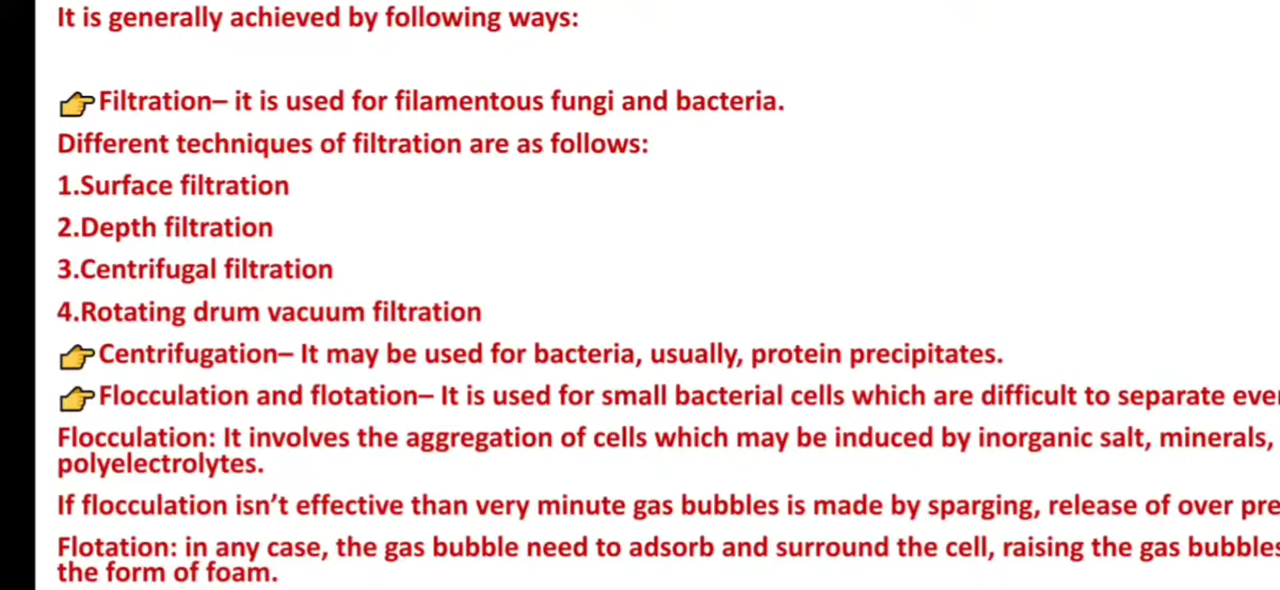 It is generally achieved by following ways:
👉Filtration– it is used for filamentous fungi and bacteria.
Different techniques of filtration are as follows:
1.Surface filtration
2.Depth filtration
3.Centrifugal filtration
4.Rotating drum vacuum filtration
👉Centrifugation– It may be used for bacteria, usually, protein precipitates.
👉Flocculation and flotation– It is used for small bacterial cells which are difficult to separate
Flocculation: It involves the aggregation of cells which may be induced by inorganic salt, minerals,
polyelectrolytes.
If flocculation isn’t effective than very minute gas bubbles is made by sparging, release of over
Flotation: in any case, the gas bubble need to adsorb and surround the cell, raising the gas bubbles
the form of foam.